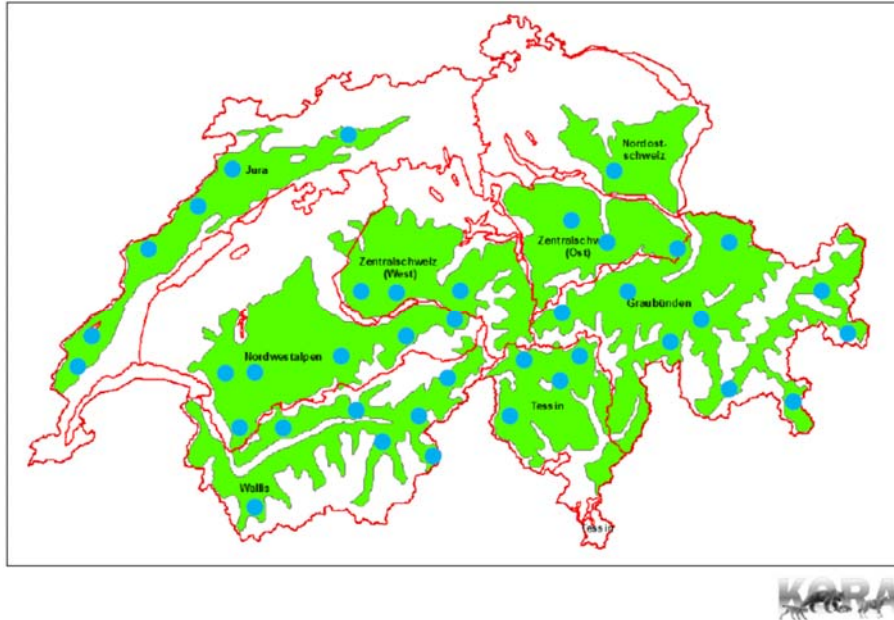 Nordost-
schweiz
Jura
Zentralschw
(Ost)
Zentralschweiz
(West)
Graubünden
Nordwestalpen
Tessin
Wallis
essin
KORA